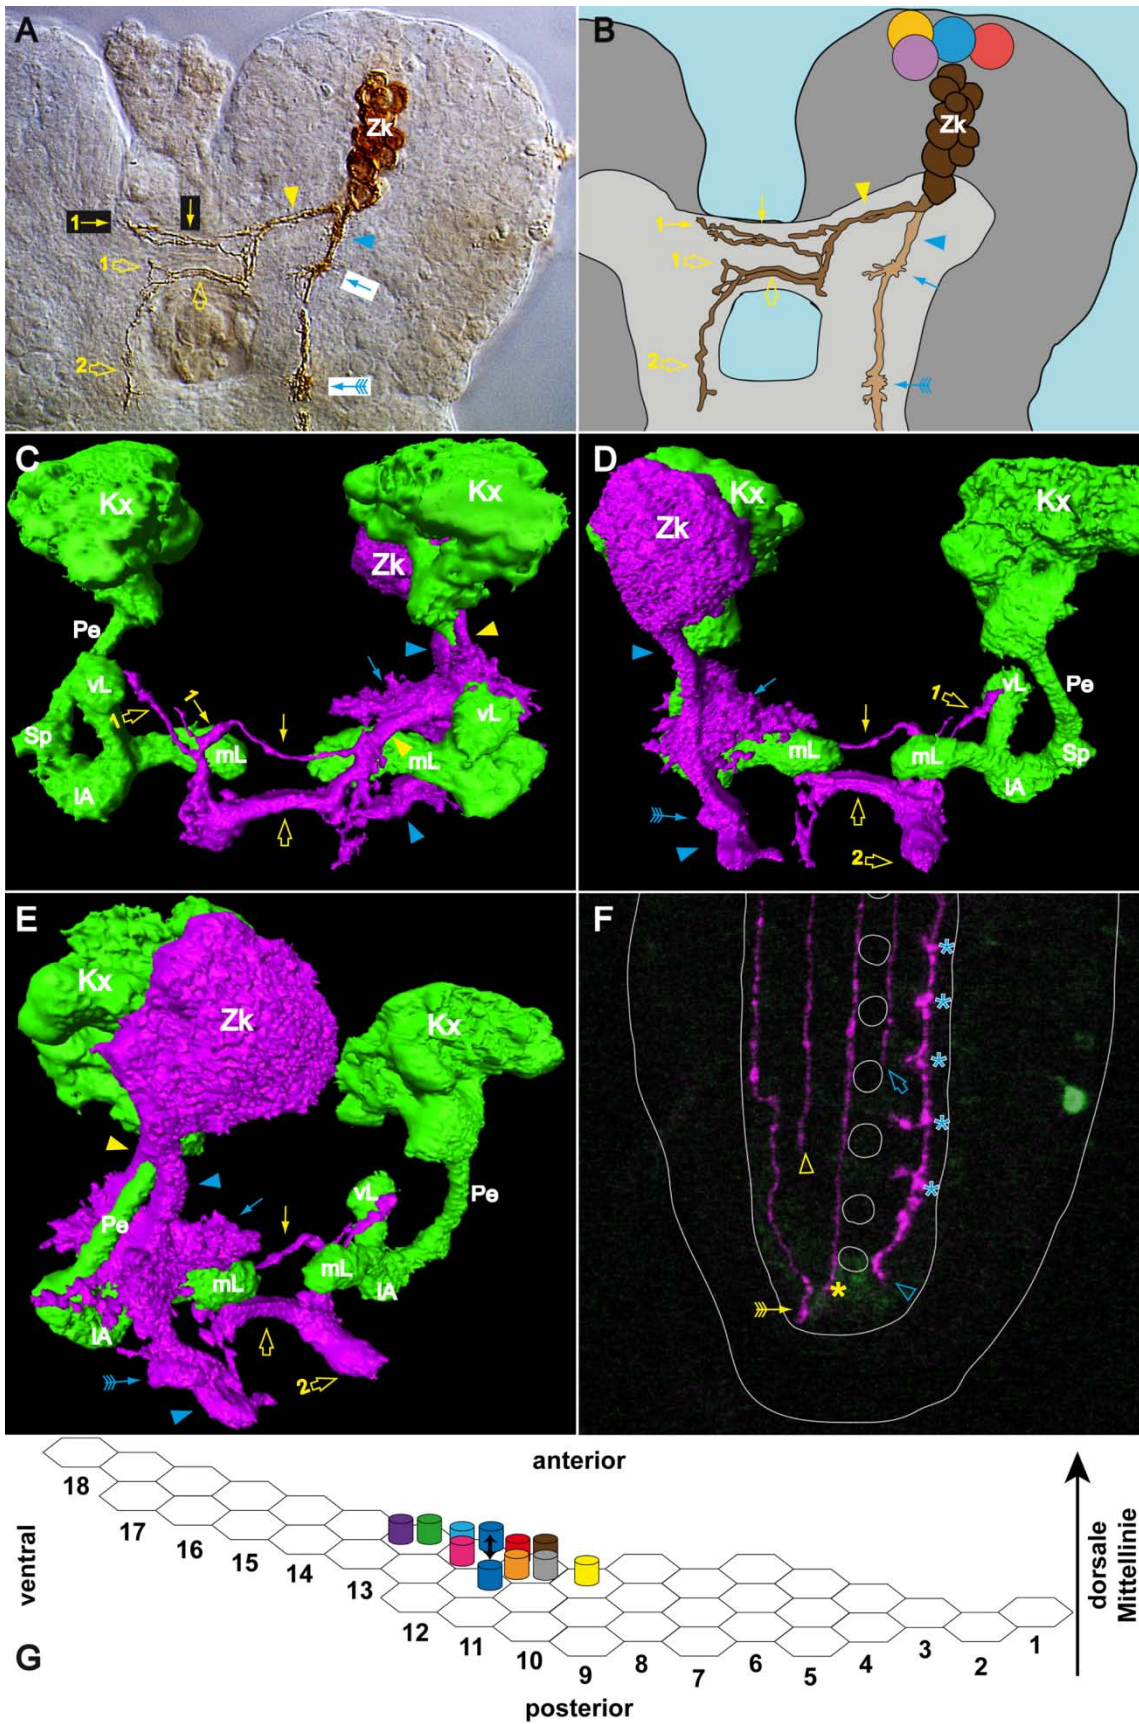 A
Zk
1
1
2
B
Zk
1
1
2
C
Kx
Kx
Zk
Pe
vL
1
1
Sp
mL
lA
vL
mL
D
Zk
Kx
Kx
1
vL
Pe
mL
mL
Sp
lA
2
E
Kx
Zk
Kx
Pe
vL
Pe
mL
mL
lA
lA
2
F
*
*
*
*
*
*
anterior
18
17
16
15
14
13
12
11
10
9
8
7
6
5
4
3
2
1
ventral
dorsale
Mittellinie
G
posterior